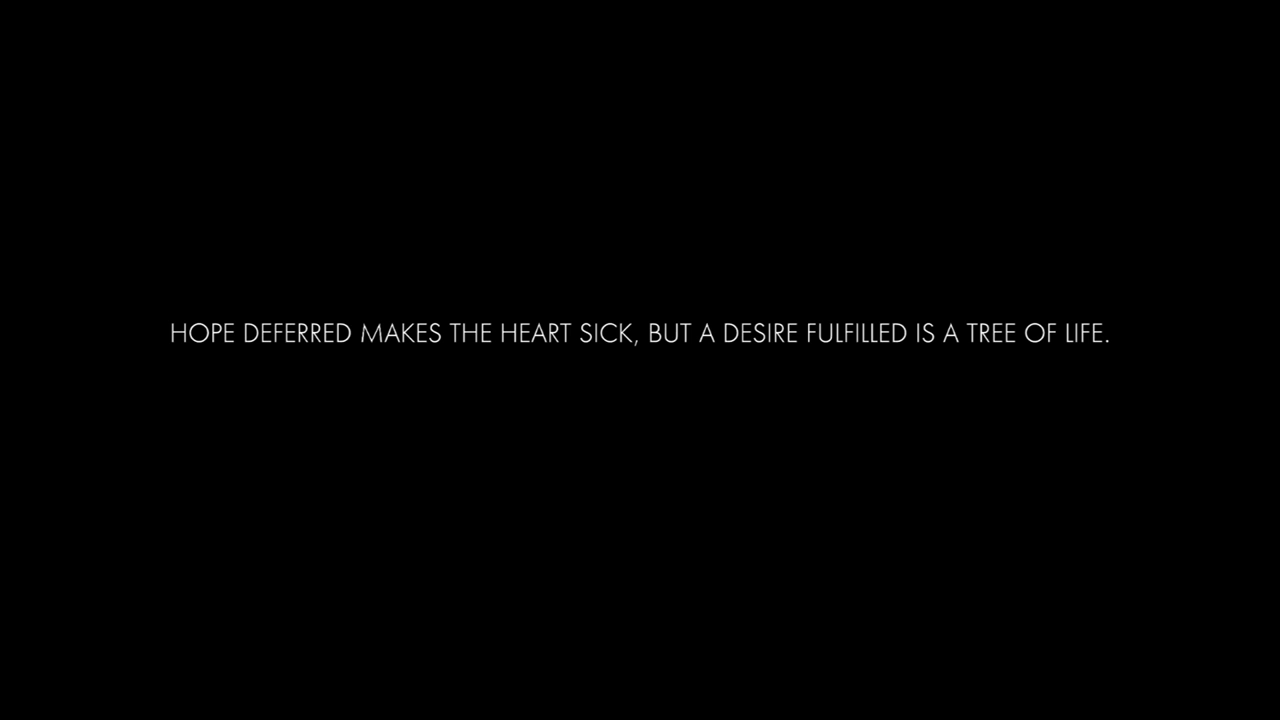 HOPE DEFERRED MAKES THE HEART SICK, BUT A DESIRE FULFILLED IS A TREE OF LIFE.